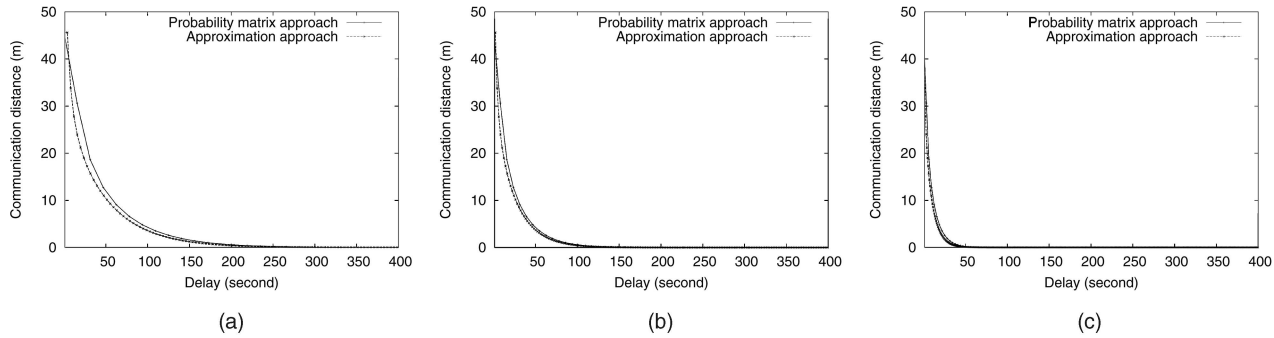 50
40
30
20
10
0
Communication distance (m)
Probability matrix approach
Approximation approach
50 100 150 200 250 300 350 400
Delay (second)
(a)
50
40
30
20
10
0
Communication distance (m)
Probability matrix approach
Approximation approach
50 100 150 200 250 300 350 400
Delay (second)
(b)
50
40
30
20
10
0
Communication distance (m)
Probability matrix approach
Approximation approach
50 100 150 200 250 300 350 400
Delay (second)
(c)